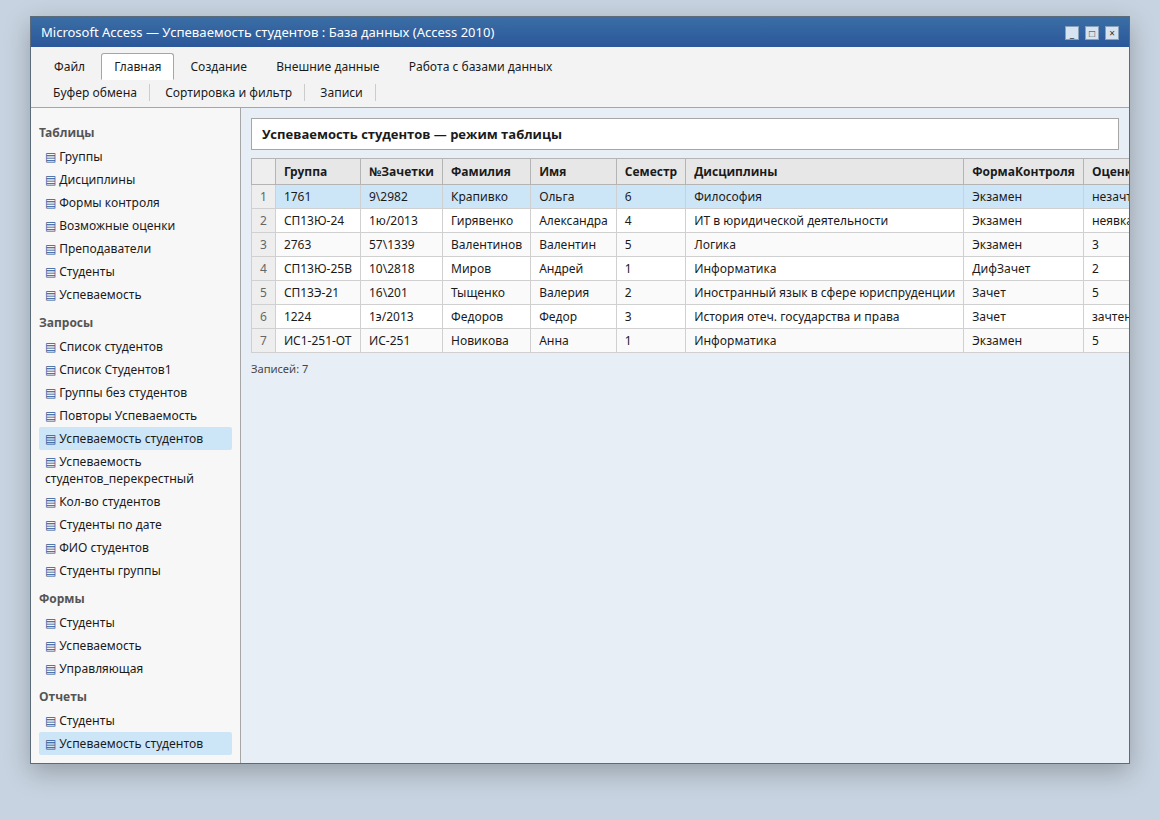 Microsoft Access — Успеваемость студентов : База данных (Access 2010)
Файл Главная Создание Внешние данные Работа с базами данных
Буфер обмена Сортировка и фильтр Записи
Таблицы
Группы
Дисциплины
Формы контроля
Возможные оценки
Преподаватели
Студенты
Успеваемость
Запросы
Список студентов
Список Студентов1
Группы без студентов
Повторы Успеваемость
Успеваемость студентов
Успеваемость
студентов_перекрестный
Кол-во студентов
Студенты по дате
ФИО студентов
Студенты группы
Формы
Студенты
Успеваемость
Управляющая
Отчеты
Студенты
Успеваемость студентов
Успеваемость студентов — режим таблицы
Группа №Зачетки Фамилия Имя Семестр Дисциплины ФормаКонтроля
1 1761 9\2982 Крапивко Ольга 6 Философия Экзамен
2 СП13Ю-24 1ю/2013 Гирявенко Александра 4 ИТ в юридической деятельности Экзамен
3 2763 57\1339 Валентинов Валентин 5 Логика Экзамен 3
4 СП13Ю-25В 10\2818 Миров Андрей 1 Информатика ДифЗачет 2
5 СП13Э-21 16\201 Тыщенко Валерия 2 Иностранный язык в сфере юриспруденции Зачет 5
6 1224 1э/2013 Федоров Федор 3 История отеч. государства и права Зачет
7 ИС1-251-ОТ ИС-251 Новикова Анна 1 Информатика Экзамен 5
Записей: 7